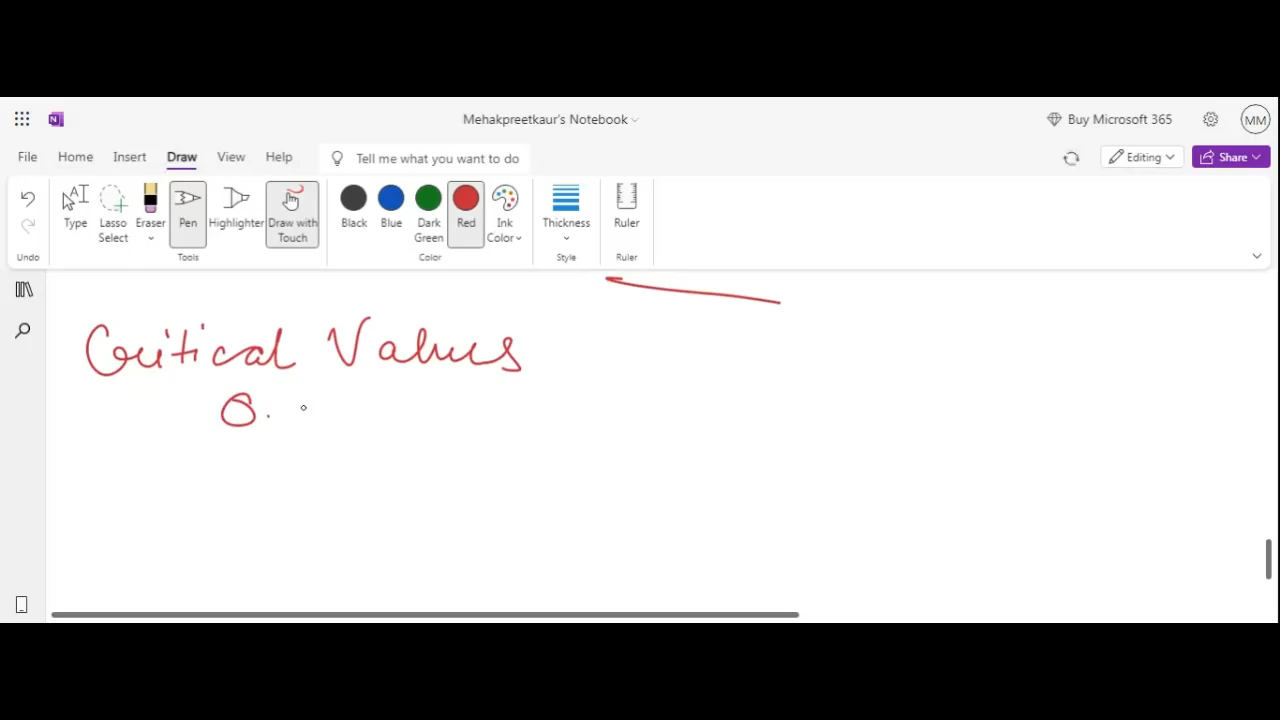 Mehakpreetkaur's Notebook
Buy Microsoft 365
MM
File Home Insert Draw View Help Tell me what you want to do Editing Share
Type Lasso Select Eraser Pen Highlighter Draw with Touch Black Blue Dark Green Red Ink Color Thickness Ruler
Undo Tools Color Style Ruler
Critical Values
0.